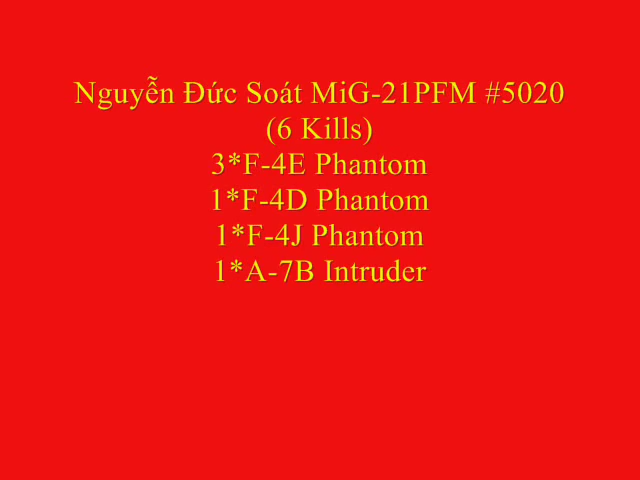 Nguyễn Đức Soát MiG-21PFM #5020
(6 Kills)
3*F-4E Phantom
1*F-4D Phantom
1*F-4J Phantom
1*A-7B Intruder